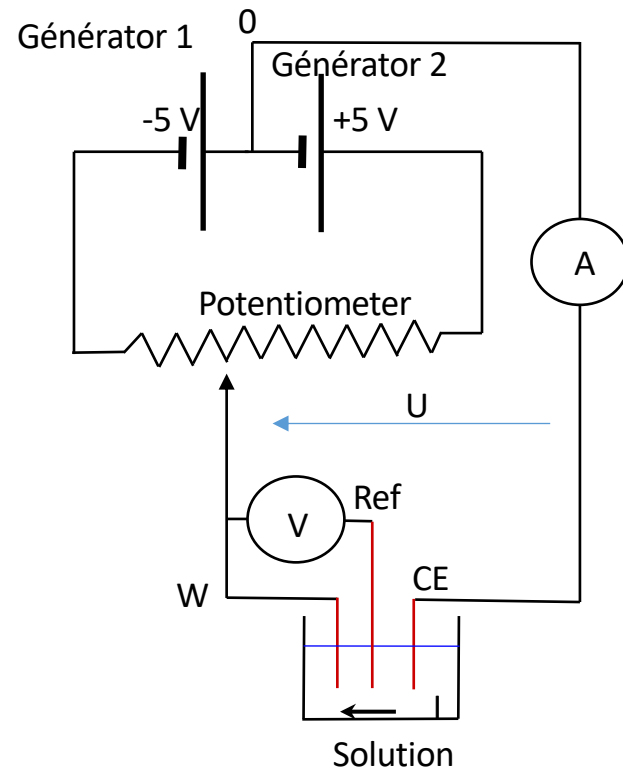 0
Générator 1
Générator 2
-5 V
+5 V
A
Potentiometer
U
Ref
V
CE
W
I
Solution